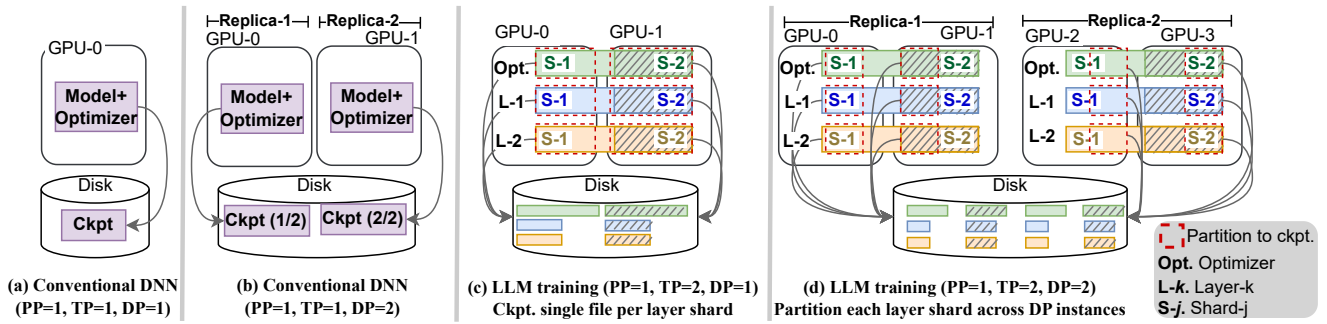 GPU-0
Model+
Optimizer
Disk
Ckpt
(a) Conventional DNN
(PP=1, TP=1, DP=1)
Replica-1
Replica-2
GPU-0
GPU-1
Model+
Optimizer
Model+
Optimizer
Disk
Ckpt (1/2)
Ckpt (2/2)
(b) Conventional DNN
(PP=1, TP=1, DP=2)
GPU-0
GPU-1
Opt.
S-1
S-2
L-1
S-1
S-2
L-2
S-1
S-2
Disk
(c) LLM training (PP=1, TP=2, DP=1)
Ckpt. single file per layer shard
Replica-1
Replica-2
GPU-0
GPU-1
GPU-2
GPU-3
Opt.
S-1
S-2
S-1
S-2
L-1
S-1
S-2
S-1
S-2
L-2
S-1
S-2
S-1
S-2
Disk
(d) LLM training (PP=1, TP=2, DP=2)
Partition each layer shard across DP instances
Partition to ckpt.
Opt. Optimizer
L-k. Layer-k
S-j. Shard-j